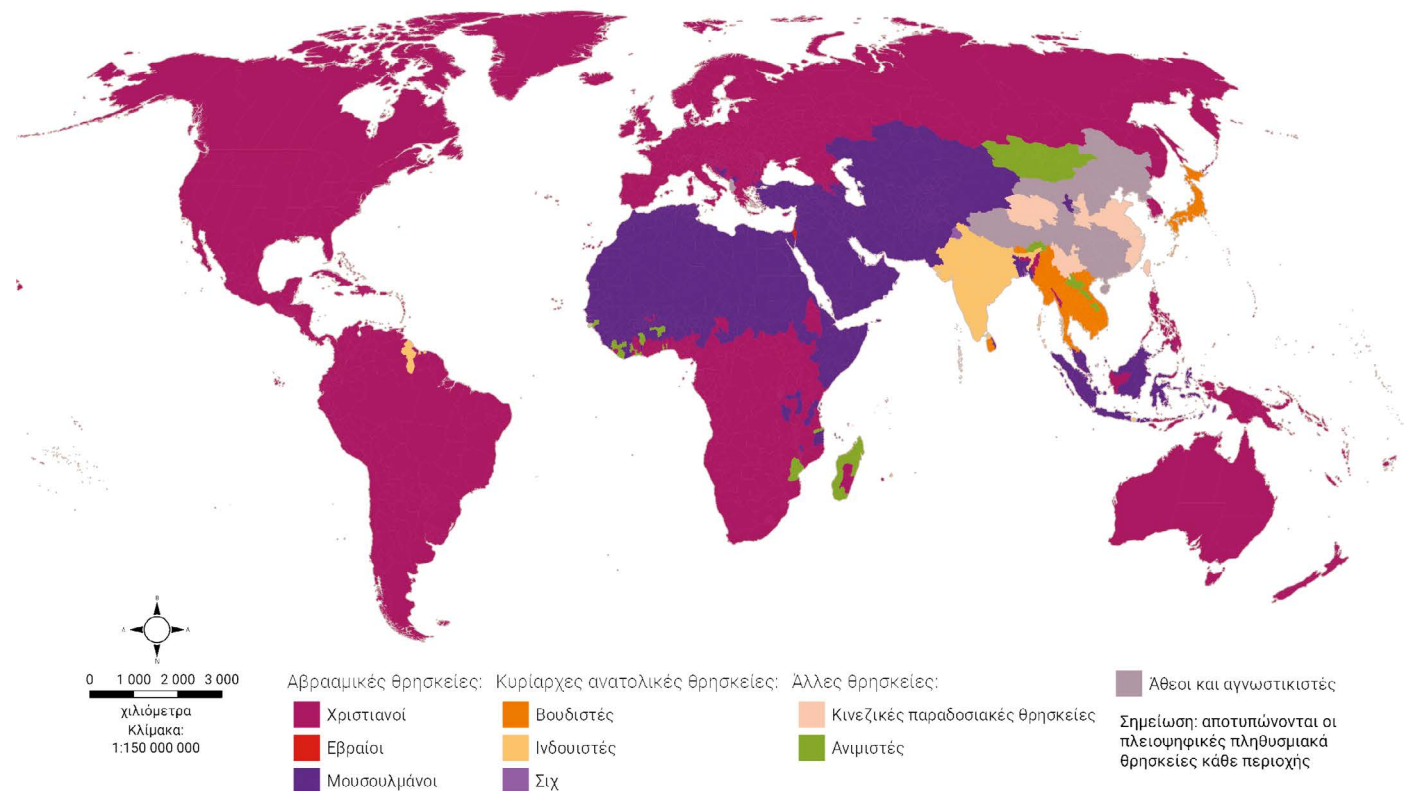 Β
Δ
Α
Ν
0 1 000 2 000 3 000
χιλιόμετρα
Κλίμακα:
1:150 000 000
Αβρααμικές θρησκείες:
Χριστιανοί
Εβραίοι
Μουσουλμάνοι
Κυρίαρχες ανατολικές θρησκείες:
Βουδιστές
Ινδουιστές
Σιχ
Άλλες θρησκείες:
Κινεζικές παραδοσιακές θρησκείες
Ανιμιστές
Άθεοι και αγνωστικιστές
Σημείωση: αποτυπώνονται οι
πλειοψηφικές πληθυσμιακά
θρησκείες κάθε περιοχής